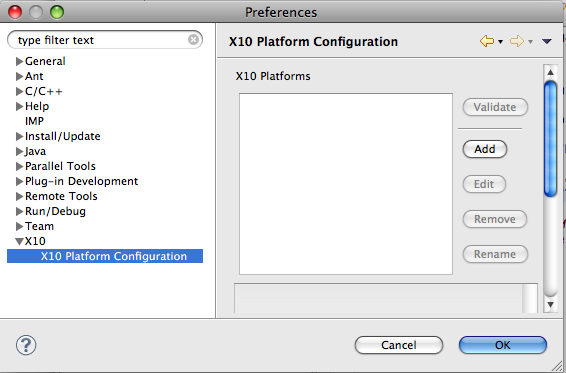 Preferences
type filter text
X10 Platform Configuration
General
Ant
C/C++
Help
IMP
Install/Update
Java
Parallel Tools
Plug-in Development
Remote Tools
Run/Debug
Team
X10
X10 Platform Configuration
X10 Platforms
Validate
Add
Edit
Remove
Rename
?
Cancel
OK